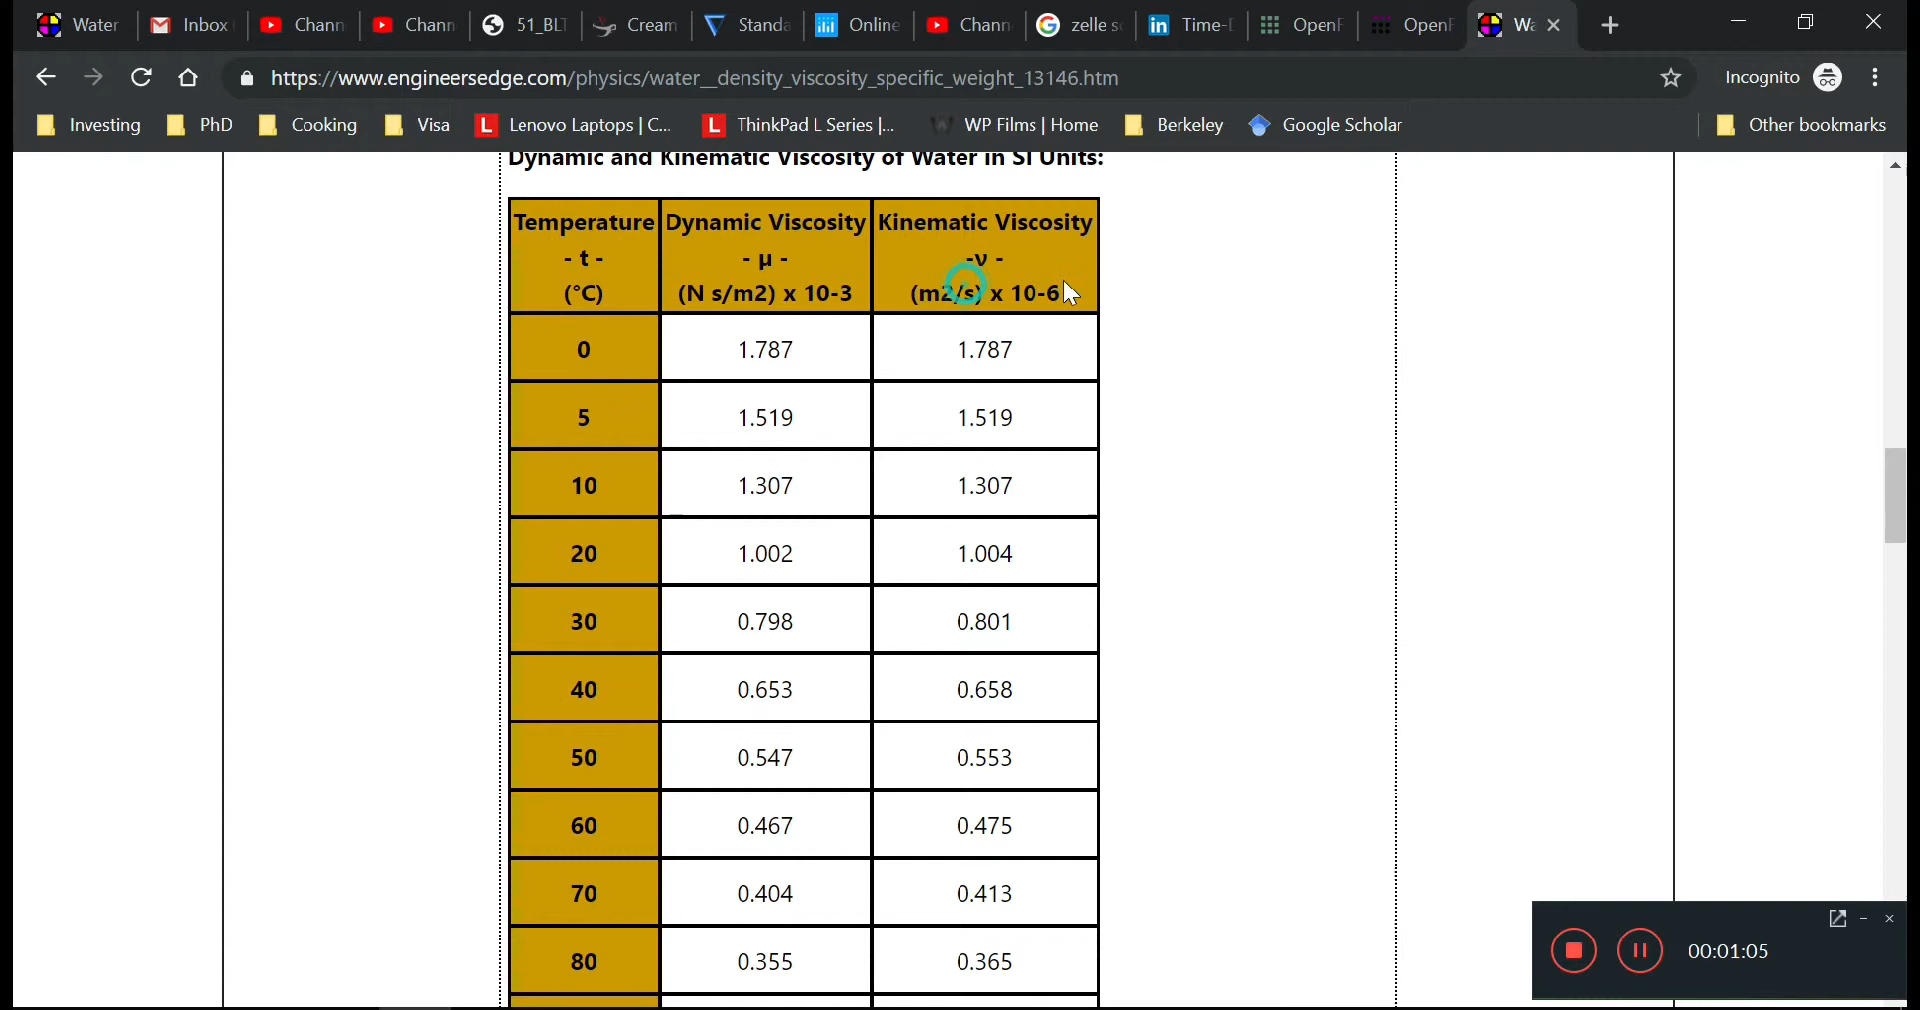 Water
Inbox
Chann
Chann
51_BLT
Cream
Standa
Online
Chann
zelle s
Time-
OpenF
OpenF
Wa
https://www.engineersedge.com/physics/water__density_viscosity_specific_weight_13146.htm
Incognito
Investing
PhD
Cooking
Visa
Lenovo Laptops | C...
ThinkPad L Series |...
WP Films | Home
Berkeley
Google Scholar
Other bookmarks
Dynamic and Kinematic Viscosity of Water in SI Units:
Temperature
- t -
(°C)
Dynamic Viscosity
- μ -
(N s/m2) x 10-3
Kinematic Viscosity
-ν -
(m2/s) x 10-6
0 1.787 1.787
5 1.519 1.519
10 1.307 1.307
20 1.002 1.004
30 0.798 0.801
40 0.653 0.658
50 0.547 0.553
60 0.467 0.475
70 0.404 0.413
80 0.355 0.365
00:01:05